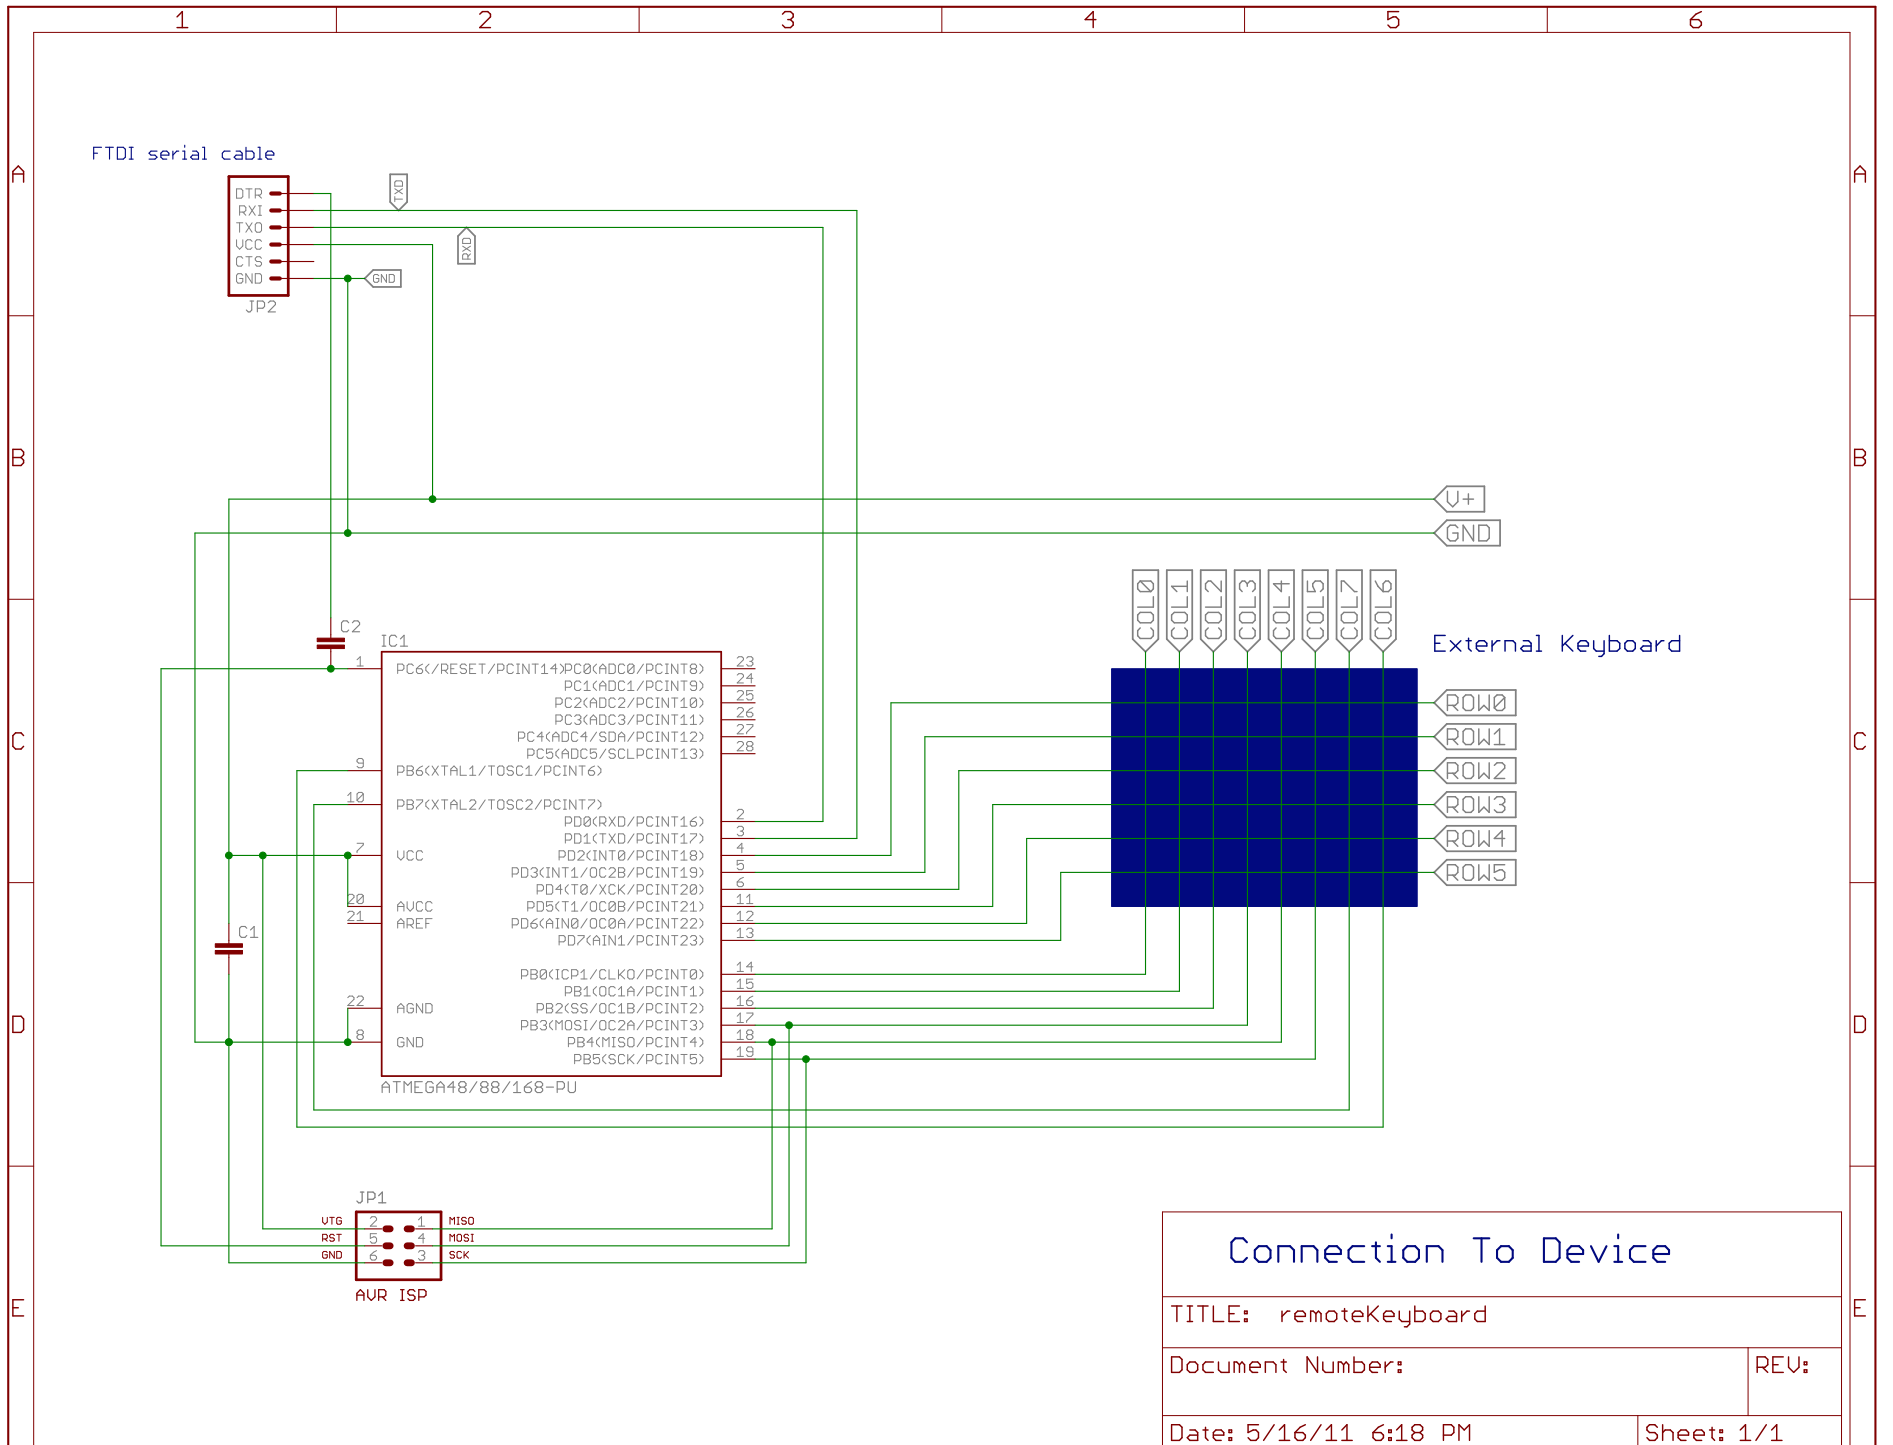 1 2 3 4 5 6
FTDI serial cable
A A
TXD
DTR
RXI
TXO
VCC
CTS
GND
RXD
GND
JP2
B B
V+
GND
COL0 COL1 COL2 COL3 COL4 COL5 COL7 COL6
External Keyboard
C2
IC1
1 PC6(/RESET/PCINT14) PC0(ADC0/PCINT8) 23
PC1(ADC1/PCINT9) 24
PC2(ADC2/PCINT10) 25
PC3(ADC3/PCINT11) 26
PC4(ADC4/SDA/PCINT12) 27
PC5(ADC5/SCLPCINT13) 28
9 PB6(XTAL1/TOSC1/PCINT6)
10 PB7(XTAL2/TOSC2/PCINT7)
PD0(RXD/PCINT16) 2
PD1(TXD/PCINT17) 3
7 VCC PD2(INT0/PCINT18) 4
PD3(INT1/OC2B/PCINT19) 5
PD4(T0/XCK/PCINT20) 6
20 AVCC PD5(T1/OC0B/PCINT21) 11
21 AREF PD6(AIN0/OC0A/PCINT22) 12
PD7(AIN1/PCINT23) 13
PB0(ICP1/CLKO/PCINT0) 14
PB1(OC1A/PCINT1) 15
22 AGND PB2(SS/OC1B/PCINT2) 16
PB3(MOSI/OC2A/PCINT3) 17
8 GND PB4(MISO/PCINT4) 18
PB5(SCK/PCINT5) 19
ATMEGA48/88/168-PU
C1
ROW0
ROW1
ROW2
ROW3
ROW4
ROW5
C C
D D
JP1
VTG 2 1 MISO
RST 5 4 MOSI
GND 6 3 SCK
AVR ISP
E E
Connection To Device
TITLE: remoteKeyboard
Document Number:
REV:
Date: 5/16/11 6:18 PM
Sheet: 1/1